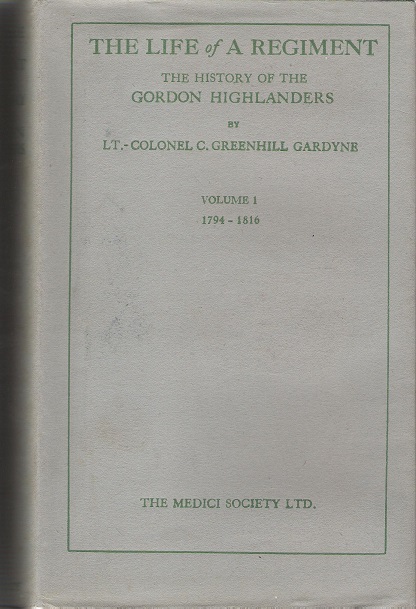 THE LIFE of A REGIMENT
THE HISTORY OF THE
GORDON HIGHLANDERS
BY
LT.-COLONEL C. GREENHILL GARDYNE
VOLUME 1
1794 - 1816
THE MEDICI SOCIETY LTD.